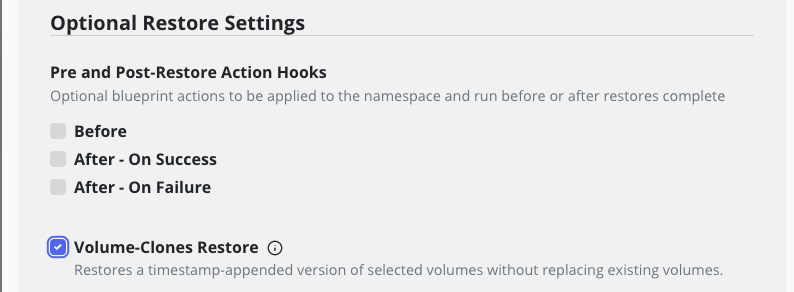 Optional Restore Settings
Pre and Post-Restore Action Hooks
Optional blueprint actions to be applied to the namespace and run before or after restores complete
Before
After - On Success
After - On Failure
Volume-Clones Restore
Restores a timestamp-appended version of selected volumes without replacing existing volumes.